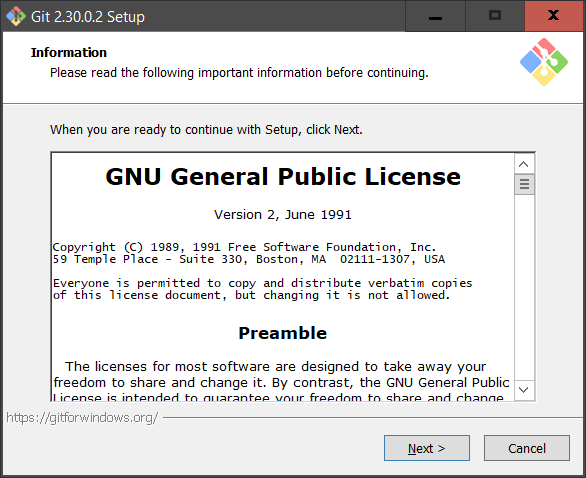 Git 2.30.0.2 Setup
Information
Please read the following important information before continuing.
When you are ready to continue with Setup, click Next.
GNU General Public License
Version 2, June 1991
Copyright (C) 1989, 1991 Free Software Foundation, Inc.
59 Temple Place - Suite 330, Boston, MA  02111-1307, USA
Everyone is permitted to copy and distribute verbatim copies
of this license document, but changing it is not allowed.
Preamble
The licenses for most software are designed to take away your
freedom to share and change it. By contrast, the GNU General Public
License is intended to guarantee your freedom to share and change
https://gitforwindows.org/
Next >
Cancel